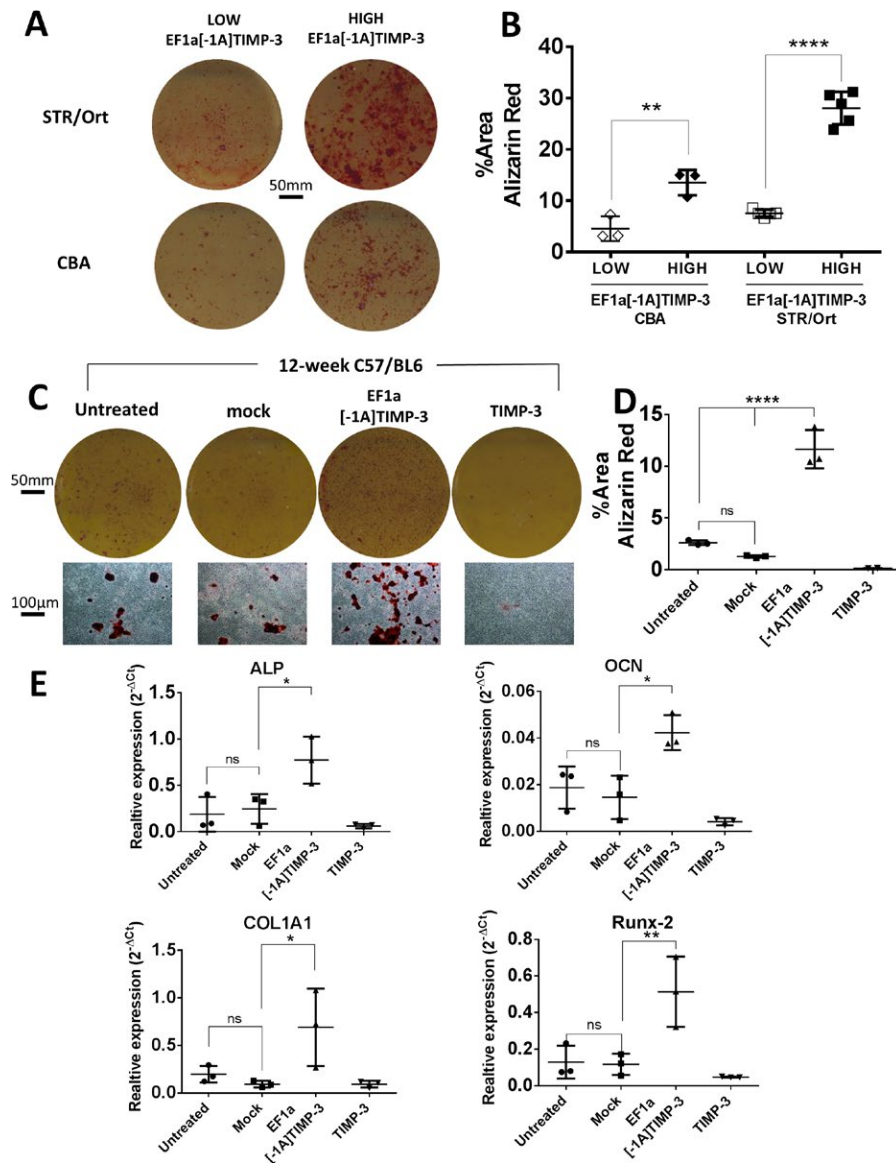 A
LOW
EF1a[-1A]TIMP-3
HIGH
EF1a[-1A]TIMP-3
STR/Ort
50mm
CBA
B
%Area
Alizarin Red
40
30
20
10
0
**
****
LOW
HIGH
LOW
HIGH
EF1a[-1A]TIMP-3
CBA
EF1a[-1A]TIMP-3
STR/Ort
12-week C57/BL6
C
Untreated
mock
EF1a
[-1A]TIMP-3
TIMP-3
50mm
100µm
D
%Area
Alizarin Red
15
10
5
0
****
ns
Untreated
Mock
EF1a
[-1A]TIMP-3
TIMP-3
E
ALP
Realtive expression (2-ΔCt)
1.5
1.0
0.5
0.0
ns
*
Untreated
Mock
EF1a
[-1A]TIMP-3
TIMP-3
OCN
Realtive expression (2-ΔCt)
0.06
0.04
0.02
0.00
ns
*
Untreated
Mock
EF1a
[-1A]TIMP-3
TIMP-3
COL1A1
Realtive expression (2-ΔCt)
1.5
1.0
0.5
0.0
ns
*
Untreated
Mock
EF1a
[-1A]TIMP-3
TIMP-3
Runx-2
Realtive expression (2-ΔCt)
0.8
0.6
0.4
0.2
0.0
ns
**
Untreated
Mock
EF1a
[-1A]TIMP-3
TIMP-3